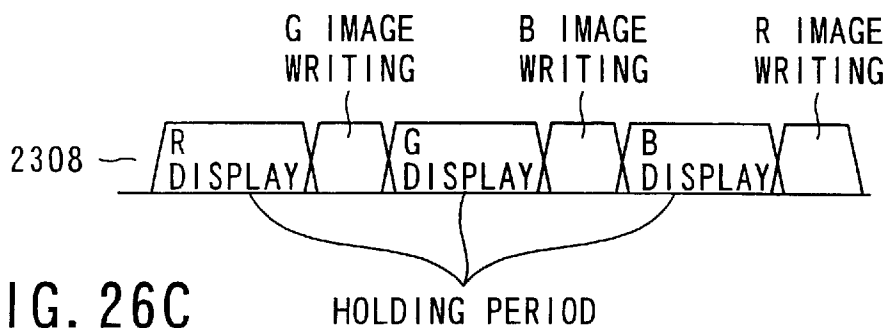 G IMAGE WRITING
B IMAGE WRITING
R IMAGE WRITING
2308
R DISPLAY
G DISPLAY
B DISPLAY
HOLDING PERIOD
IG. 26C